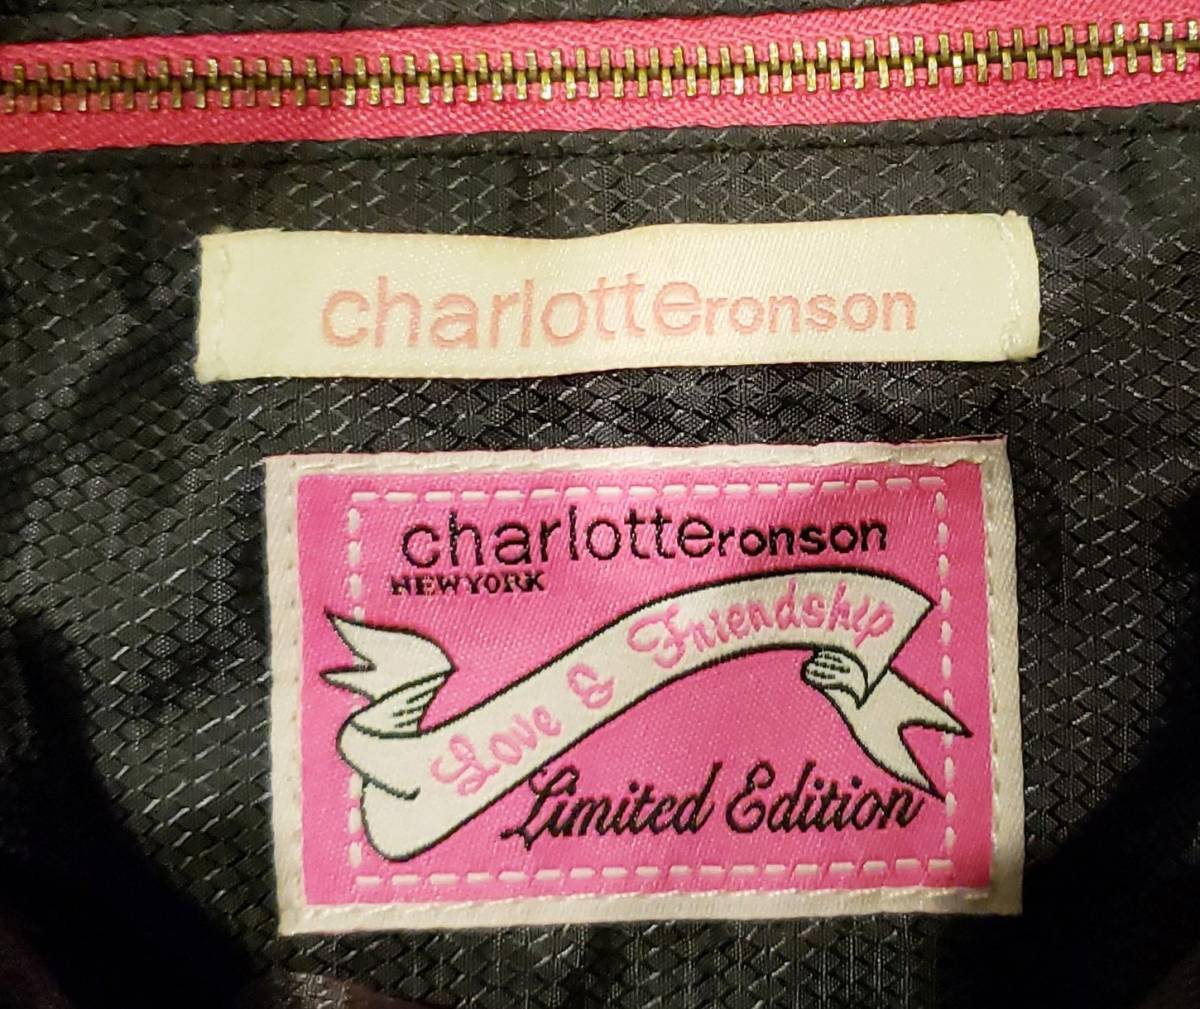 charlotteronson
charlotteronson
NEWYORK
Love & Friendship
Limited Edition